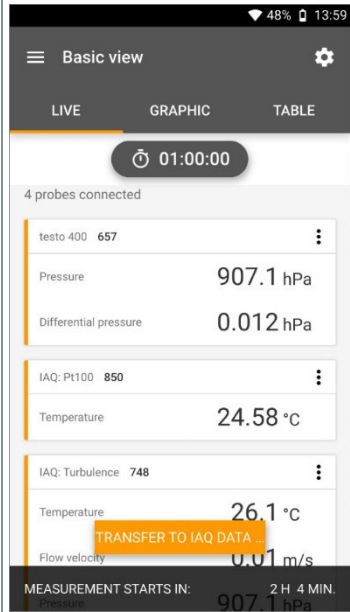 48% 13:59
Basic view
LIVE GRAPHIC TABLE
01:00:00
4 probes connected
testo 400 657
Pressure 907.1 hPa
Differential pressure 0.012 hPa
IAQ: Pt100 850
Temperature 24.58 °C
IAQ: Turbulence 748
Temperature 26.1 °C
TRANSFER TO IAQ DATA ...
Flow velocity 0.01 m/s
MEASUREMENT STARTS IN: 2 H 4 MIN.
Pressure 907.1 hPa